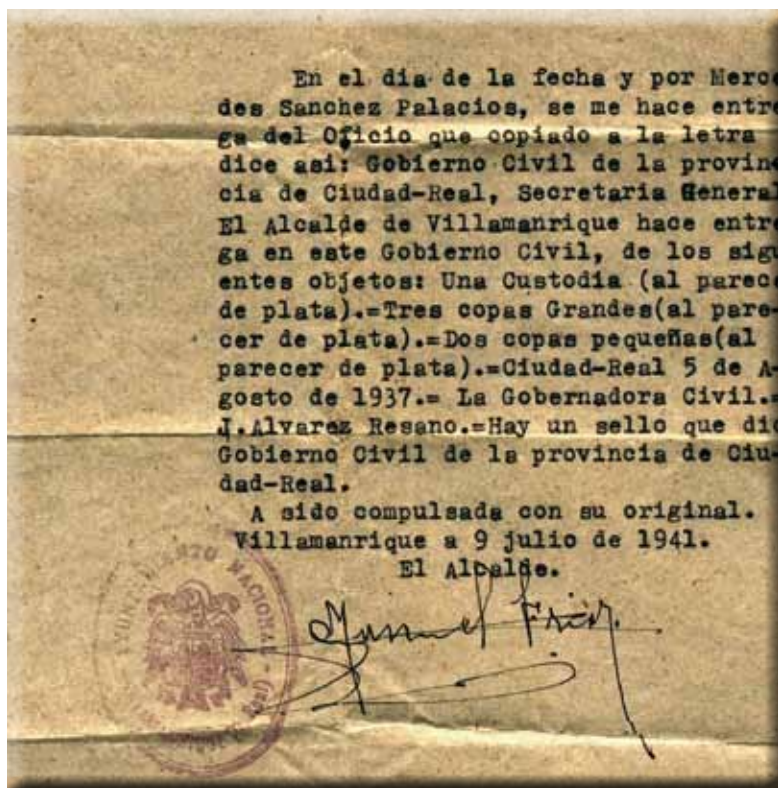 En el dia de la fecha y por Merce
des Sanchez Palacios, se me hace entre
ga del Oficio que copiado a la letra
dice asi: Gobierno Civil de la provin=
cia de Ciudad-Real, Secretaria General
El Alcalde de Villamanrique hace entre
ga en este Gobierno Civil, de los sigu
entes objetos: Una Custodia (al parece
de plata).=Tres copas Grandes(al pare-
cer de plata).=Dos copas pequeñas(al
parecer de plata).=Ciudad-Real 5 de A-
gosto de 1937.= La Gobernadora Civil.=
J.Alvarez Resano.=Hay un sello que dic
Gobierno Civil de la provincia de Ciu-
dad-Real.
A sido compulsada con su original.
Villamanrique a 9 julio de 1941.
El Alcalde.
Manuel Frias
NACIONAL